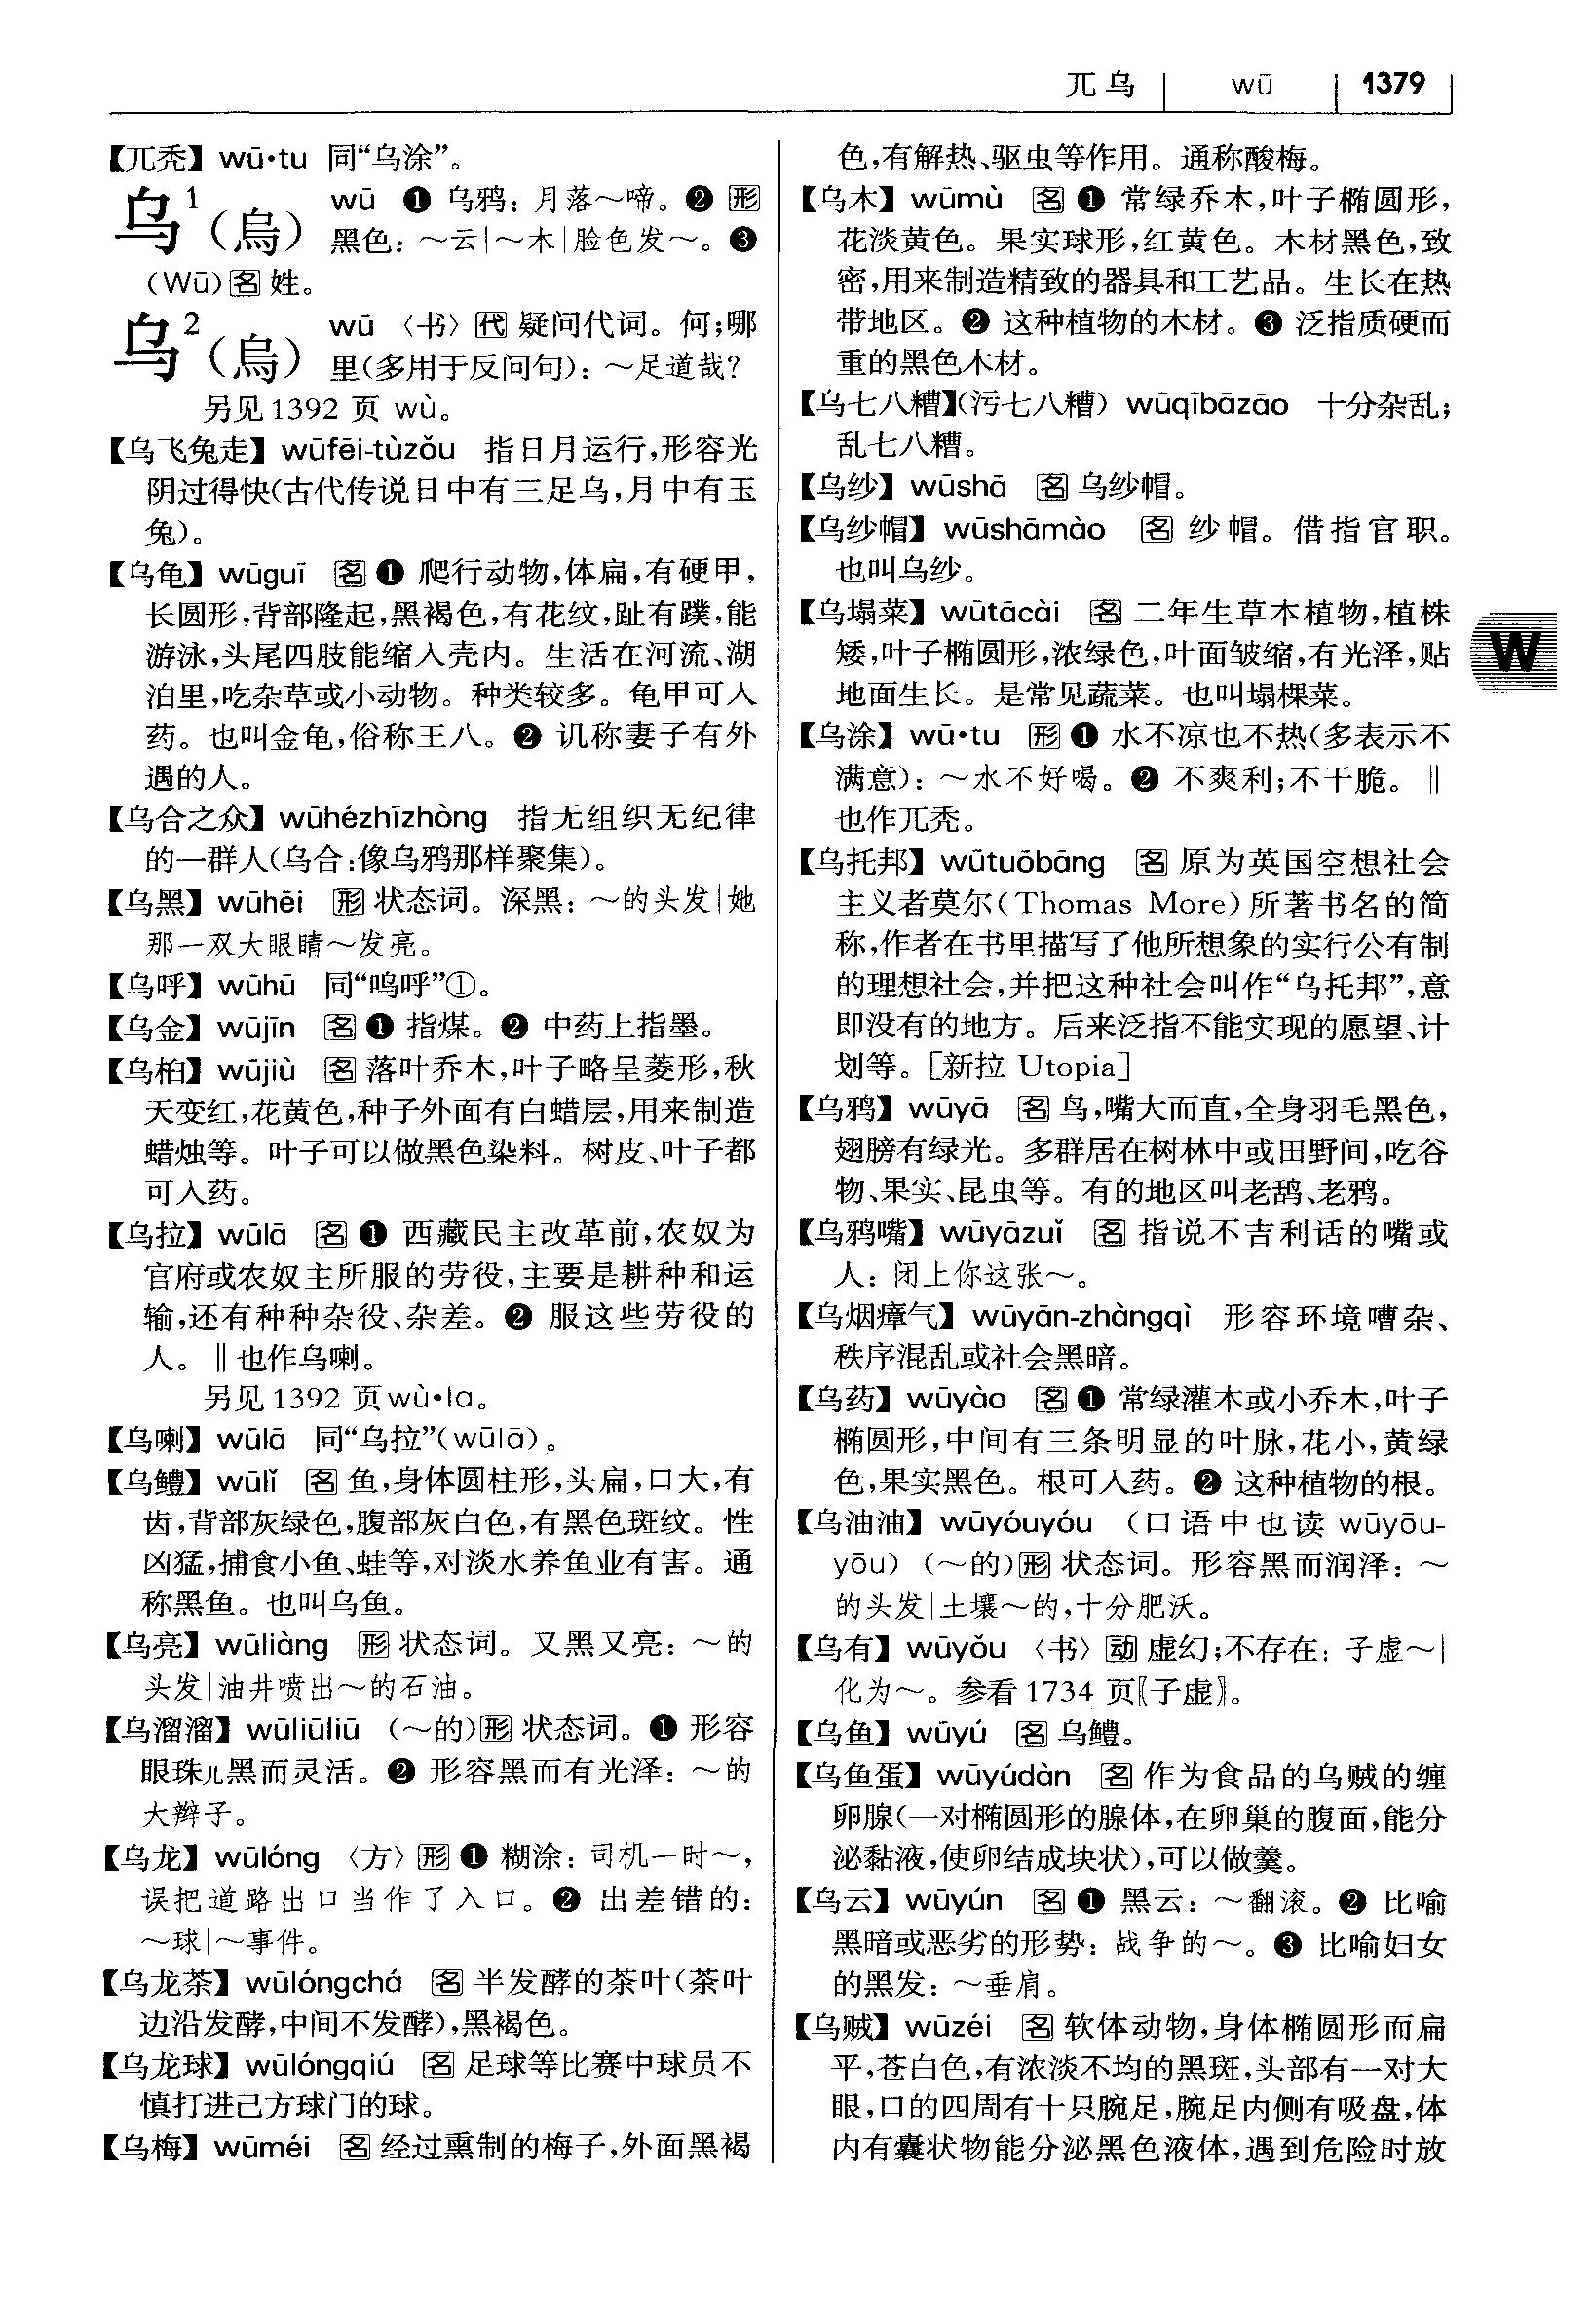 兀乌 wū 1379
【兀秃】 wū·tu 同“乌涂”。
乌1(烏) wū ❶ 乌鸦：月落～啼。❷ 形
黑色：～云|～木|脸色发～。❸
(Wū)名 姓。
乌2(烏) wū 〈书〉代 疑问代词。何；哪
里(多用于反问句)：～足道哉？
另见1392 页 wù。
【乌飞兔走】 wūfēi-tùzǒu 指日月运行，形容光
阴过得快(古代传说日中有三足乌，月中有玉
兔)。
【乌龟】 wūguī 名 ❶ 爬行动物，体扁，有硬甲，
长圆形，背部隆起，黑褐色，有花纹，趾有蹼，能
游泳，头尾四肢能缩入壳内。生活在河流、湖
泊里，吃杂草或小动物。种类较多。龟甲可入
药。也叫金龟，俗称王八。❷ 讥称妻子有外
遇的人。
【乌合之众】 wūhézhīzhòng 指无组织无纪律
的一群人(乌合：像乌鸦那样聚集)。
【乌黑】 wūhēi 形 状态词。深黑：～的头发|她
那一双大眼睛～发亮。
【乌呼】 wūhū 同“呜呼”①。
【乌金】 wūjīn 名 ❶ 指煤。❷ 中药上指墨。
【乌桕】 wūjiù 名 落叶乔木，叶子略呈菱形，秋
天变红，花黄色，种子外面有白蜡层，用来制造
蜡烛等。叶子可以做黑色染料。树皮、叶子都
可入药。
【乌拉】 wūlā 名 ❶ 西藏民主改革前，农奴为
官府或农奴主所服的劳役，主要是耕种和运
输，还有种种杂役、杂差。❷ 服这些劳役的
人。‖也作乌喇。
另见1392 页wù·la。
【乌喇】 wūlā 同“乌拉”(wūlā)。
【乌鳢】 wūlǐ 名 鱼，身体圆柱形，头扁，口大，有
齿，背部灰绿色，腹部灰白色，有黑色斑纹。性
凶猛，捕食小鱼、蛙等，对淡水养鱼业有害。通
称黑鱼。也叫乌鱼。
【乌亮】 wūliàng 形 状态词。又黑又亮：～的
头发|油井喷出～的石油。
【乌溜溜】 wūliūliū (～的)形 状态词。❶ 形容
眼珠儿黑而灵活。❷ 形容黑而有光泽：～的
大辫子。
【乌龙】 wūlóng 〈方〉形 ❶ 糊涂：司机一时～，
误把道路出口当作了入口。❷ 出差错的：
～球|～事件。
【乌龙茶】 wūlóngchá 名 半发酵的茶叶(茶叶
边沿发酵，中间不发酵)，黑褐色。
【乌龙球】 wūlóngqiú 名 足球等比赛中球员不
慎打进己方球门的球。
【乌梅】 wūméi 名 经过熏制的梅子，外面黑褐
色，有解热、驱虫等作用。通称酸梅。
【乌木】 wūmù 名 ❶ 常绿乔木，叶子椭圆形，
花淡黄色。果实球形，红黄色。木材黑色，致
密，用来制造精致的器具和工艺品。生长在热
带地区。❷ 这种植物的木材。❸ 泛指质硬而
重的黑色木材。
【乌七八糟】(污七八糟) wūqībāzāo 十分杂乱；
乱七八糟。
【乌纱】 wūshā 名 乌纱帽。
【乌纱帽】 wūshāmào 名 纱帽。借指官职。
也叫乌纱。
【乌塌菜】 wūtācài 名 二年生草本植物，植株
矮，叶子椭圆形，浓绿色，叶面皱缩，有光泽，贴
地面生长。是常见蔬菜。也叫塌棵菜。
【乌涂】 wū·tu 形 ❶ 水不凉也不热(多表示不
满意)：～水不好喝。❷ 不爽利；不干脆。‖
也作兀秃。
【乌托邦】 wūtuōbāng 名 原为英国空想社会
主义者莫尔(Thomas More)所著书名的简
称，作者在书里描写了他所想象的实行公有制
的理想社会，并把这种社会叫作“乌托邦”，意
即没有的地方。后来泛指不能实现的愿望、计
划等。[新拉 Utopia]
【乌鸦】 wūyā 名 鸟，嘴大而直，全身羽毛黑色，
翅膀有绿光。多群居在树林中或田野间，吃谷
物、果实、昆虫等。有的地区叫老鸹、老鸦。
【乌鸦嘴】 wūyāzuǐ 名 指说不吉利话的嘴或
人：闭上你这张～。
【乌烟瘴气】 wūyān-zhàngqì 形容环境嘈杂、
秩序混乱或社会黑暗。
【乌药】 wūyào 名 ❶ 常绿灌木或小乔木，叶子
椭圆形，中间有三条明显的叶脉，花小，黄绿
色，果实黑色。根可入药。❷ 这种植物的根。
【乌油油】 wūyóuyóu (口语中也读 wūyōu-
yōu) (～的)形 状态词。形容黑而润泽：～
的头发|土壤～的，十分肥沃。
【乌有】 wūyǒu 〈书〉动 虚幻；不存在：子虚～|
化为～。参看1734 页〖子虚〗。
【乌鱼】 wūyú 名 乌鳢。
【乌鱼蛋】 wūyúdàn 名 作为食品的乌贼的缠
卵腺(一对椭圆形的腺体，在卵巢的腹面，能分
泌黏液，使卵结成块状)，可以做羹。
【乌云】 wūyún 名 ❶ 黑云：～翻滚。❷ 比喻
黑暗或恶劣的形势：战争的～。❸ 比喻妇女
的黑发：～垂肩。
【乌贼】 wūzéi 名 软体动物，身体椭圆形而扁
平，苍白色，有浓淡不均的黑斑，头部有一对大
眼，口的四周有十只腕足，腕足内侧有吸盘，体
内有囊状物能分泌黑色液体，遇到危险时放
W